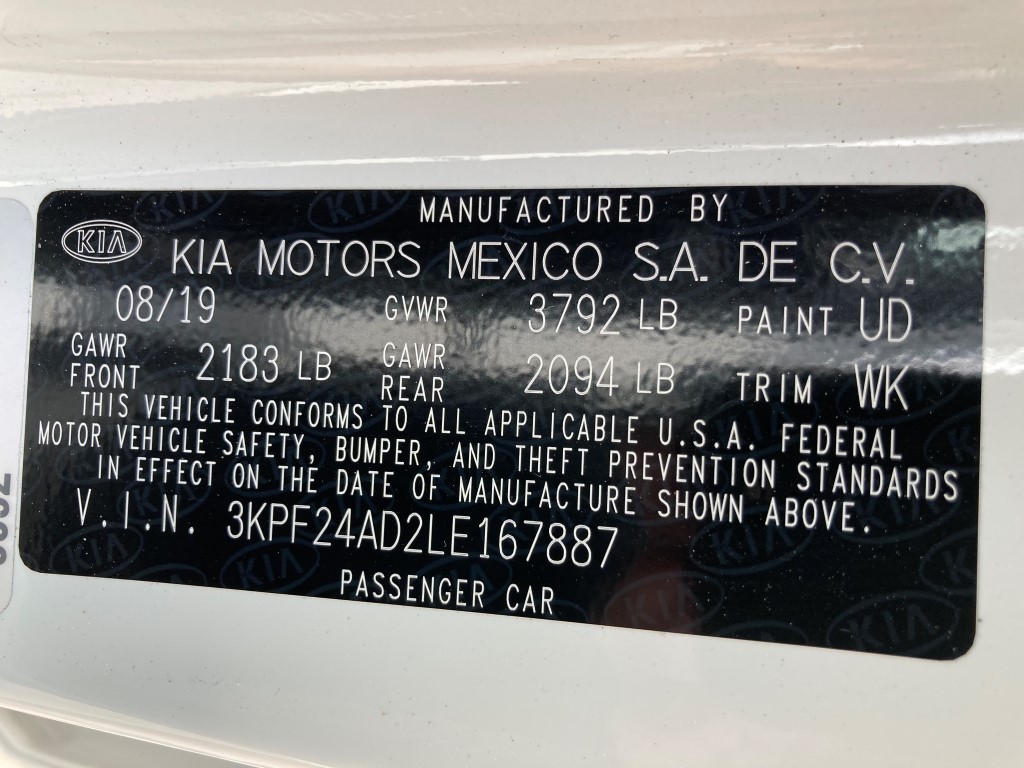 MANUFACTURED BY
KIA KIA MOTORS MEXICO S.A. DE C.V.
08/19 GVWR 3792 LB PAINT UD
GAWR FRONT 2183 LB GAWR REAR 2094 LB TRIM WK
THIS VEHICLE CONFORMS TO ALL APPLICABLE U.S.A. FEDERAL
MOTOR VEHICLE SAFETY, BUMPER, AND THEFT PREVENTION STANDARDS
IN EFFECT ON THE DATE OF MANUFACTURE SHOWN ABOVE.
V.I.N. 3KPF24AD2LE167887
PASSENGER CAR